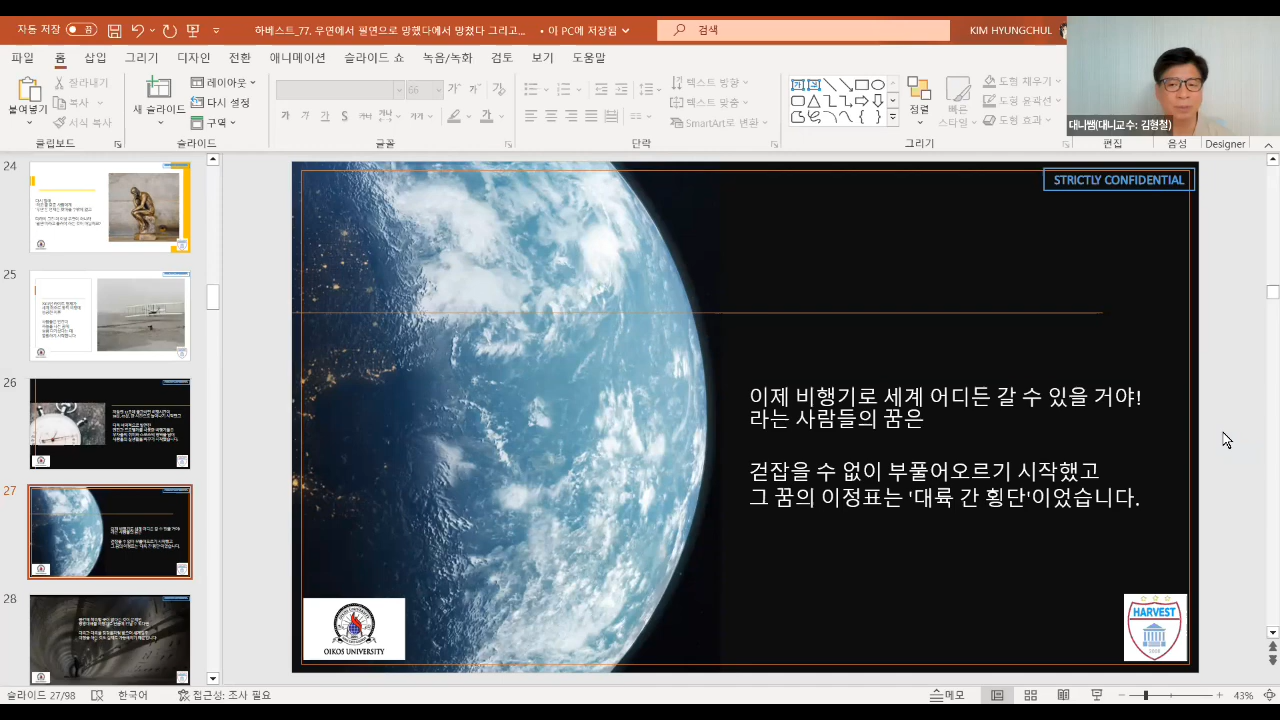 자동 저장
하베스트_77. 우연에서 필연으로 망했다에서 망쳤다 그리고... • 이 PC에 저장됨
검색
KIM HYUNGCHUL
파일 홈 삽입 그리기 디자인 전환 애니메이션 슬라이드 쇼 녹음/녹화 검토 보기 도움말
붙여넣기
잘라내기
복사
서식 복사
클립보드
새 슬라이드
레이아웃
다시 설정
구역
슬라이드
66
글꼴
텍스트 방향
텍스트 맞춤
SmartArt로 변환
단락
정렬
빠른
스타일
도형 채우기
도형 효과
그리기
편집
음성
Designer
대니쌤(대니교수: 김형철)
24
25
26
27
28
STRICTLY CONFIDENTIAL
이제 비행기로 세계 어디든 갈 수 있을 거야!
라는 사람들의 꿈은
걷잡을 수 없이 부풀어오르기 시작했고
그 꿈의 이정표는 '대륙 간 횡단'이었습니다.
OIKOS UNIVERSITY
HARVEST
슬라이드 27/98
한국어
접근성: 조사 필요
메모
43%